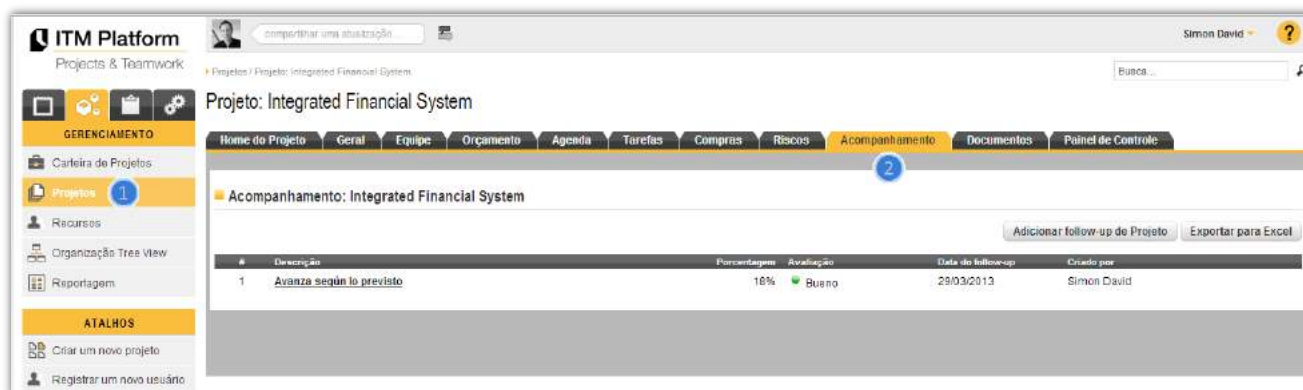 ITM Platform
Projects & Teamwork
compartilhar uma atualização...
Simon David
?
Projetos / Projeto: Integrated Financial System
Busca...
Projeto: Integrated Financial System
GERENCIAMENTO
Carteira de Projetos
Projetos 1
Recursos
Organização Tree View
Reportagem
ATALHOS
Criar um novo projeto
Registrar um novo usuário
Home do Projeto Geral Equipe Orçamento Agenda Tarefas Compras Riscos Acompanhamento Documentos Painel de Controle
2
Acompanhamento: Integrated Financial System
Adicionar follow-up de Projeto Exportar para Excel
# Descrição Porcentagem Avaliação Data do follow-up Criado por
1 Avanza según lo previsto 18% Bueno 29/03/2013 Simon David